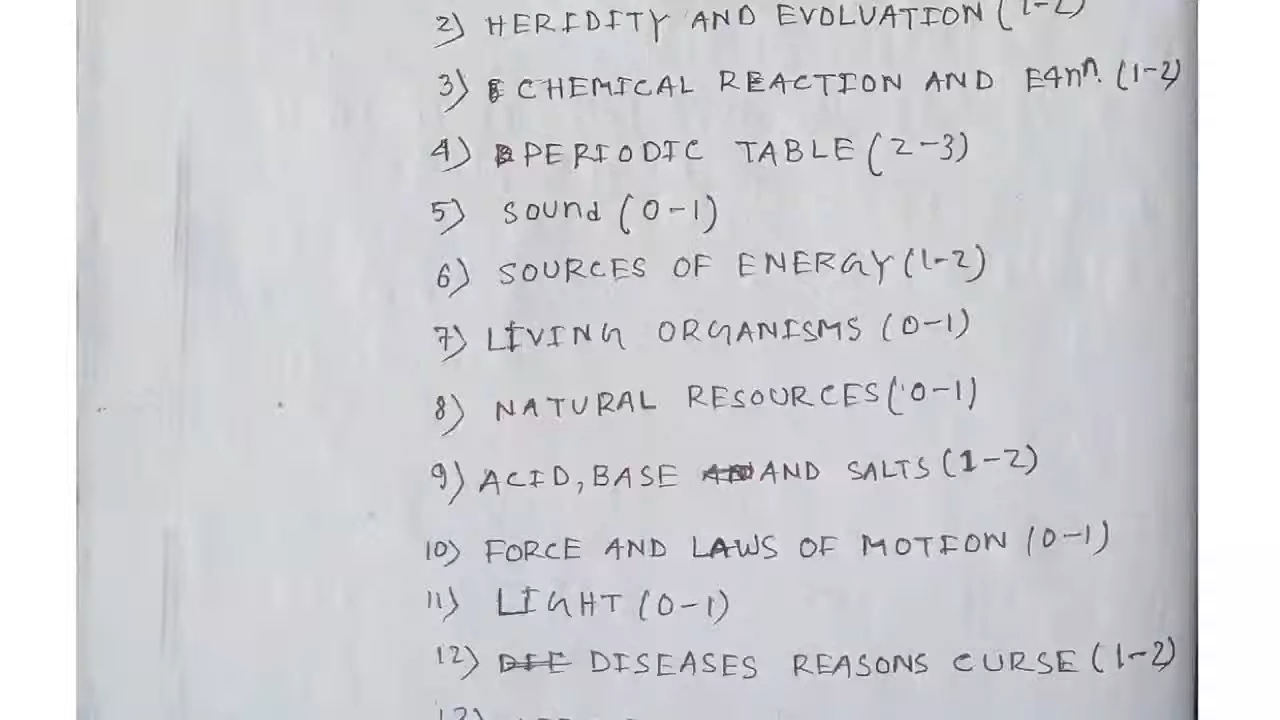 2) HEREDITY AND EVOLUATION (1-2)
3) CHEMICAL REACTION AND E4nn. (1-2)
4) PERIODIC TABLE (2-3)
5) Sound (0-1)
6) SOURCES OF ENERGY (1-2)
7) LIVING ORGANISMS (0-1)
8) NATURAL RESOURCES (0-1)
9) ACID, BASE AND SALTS (1-2)
10) FORCE AND LAWS OF MOTION (0-1)
11) LIGHT (0-1)
12) DISEASES REASONS CURSE (1-2)